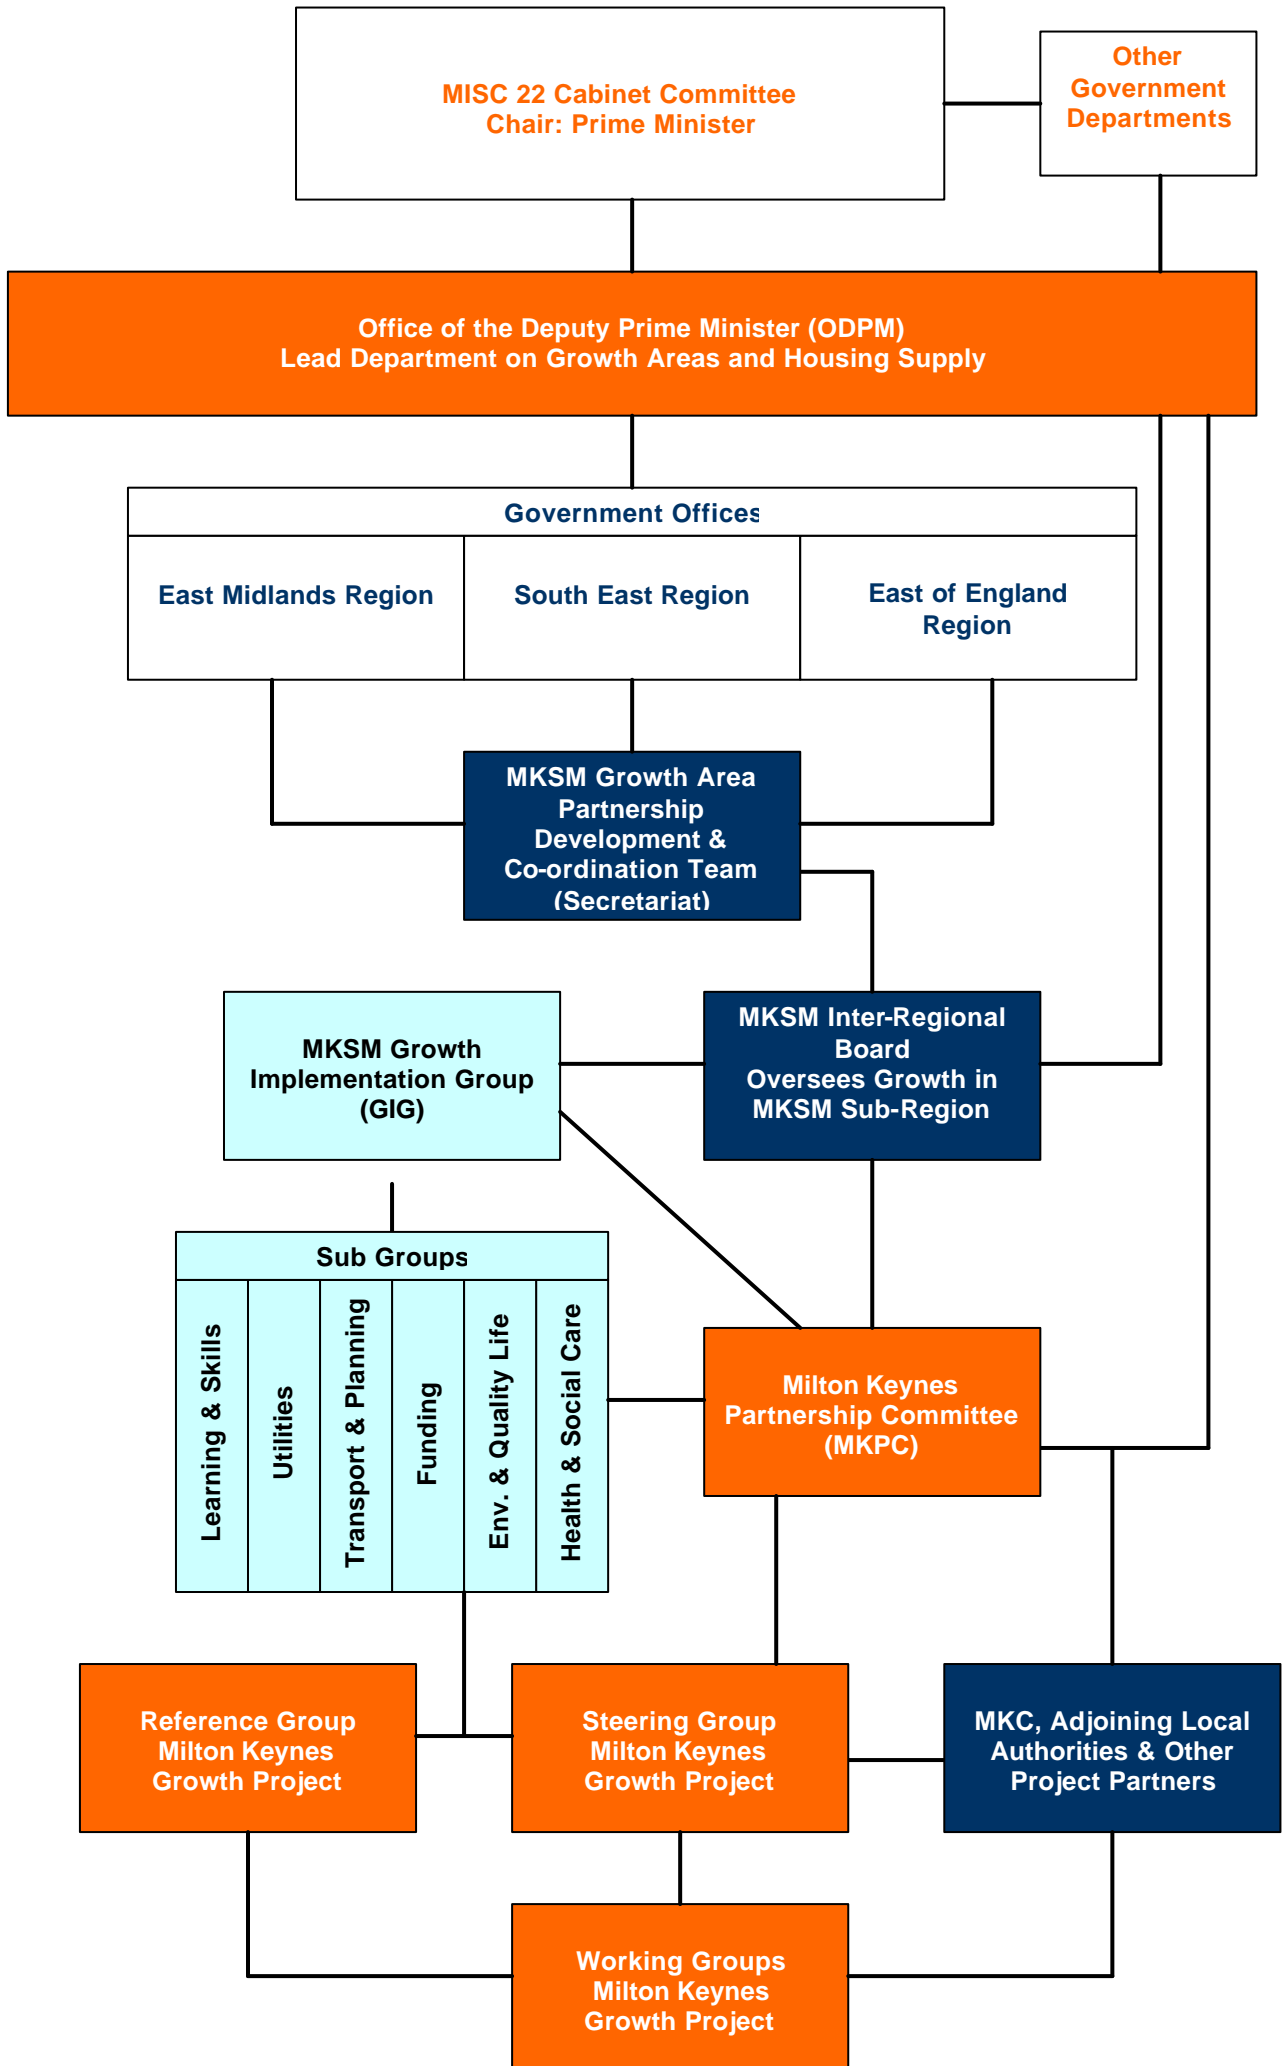 MISC 22 Cabinet Committee
Chair: Prime Minister
Other
Government
Departments
Office of the Deputy Prime Minister (ODPM)
Lead Department on Growth Areas and Housing Supply
Government Offices
East Midlands Region
South East Region
East of England
Region
MKSM Growth Area
Partnership
Development &
Co-ordination Team
(Secretariat)
MKSM Growth
Implementation Group
(GIG)
MKSM Inter-Regional
Board
Oversees Growth in
MKSM Sub-Region
Sub Groups
Learning & Skills
Utilities
Transport & Planning
Funding
Env. & Quality Life
Health & Social Care
Milton Keynes
Partnership Committee
(MKPC)
Reference Group
Milton Keynes
Growth Project
Steering Group
Milton Keynes
Growth Project
MKC, Adjoining Local
Authorities & Other
Project Partners
Working Groups
Milton Keynes
Growth Project